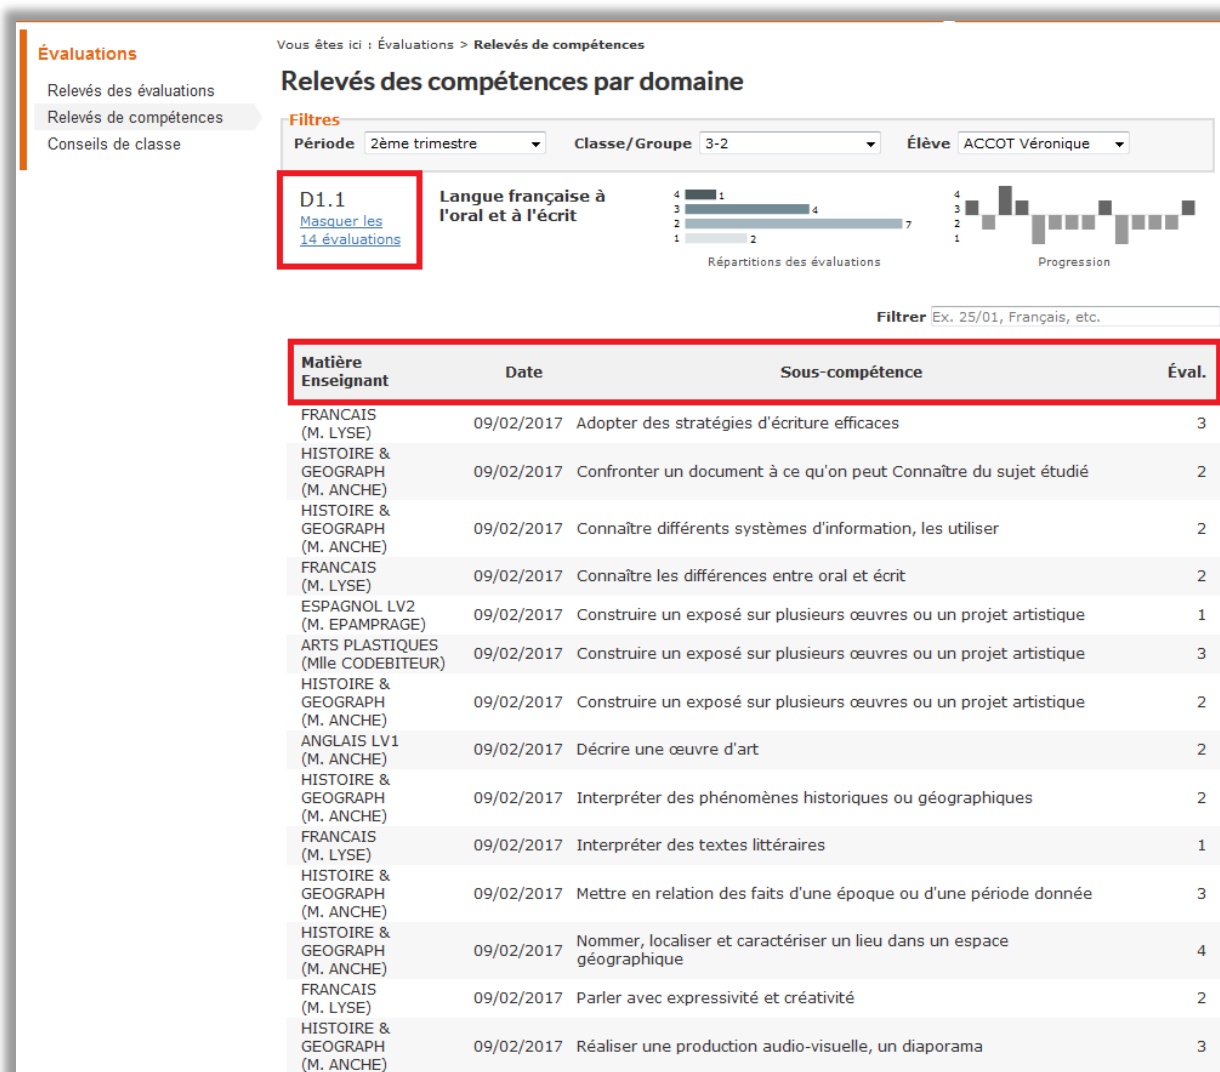 Évaluations
Relevés des évaluations
Relevés de compétences
Conseils de classe
Vous êtes ici : Évaluations > Relevés de compétences
Relevés des compétences par domaine
Filtres
Période 2ème trimestre Classe/Groupe 3-2 Élève ACCOT Véronique
D1.1
Masquer les
14 évaluations
Langue française à
l'oral et à l'écrit
4 1
3 4
2 7
1 2
Répartitions des évaluations
4
3
2
1
Progression
Filtrer Ex. 25/01, Français, etc.
Matière
Enseignant
Date Sous-compétence Éval.
FRANCAIS
(M. LYSE)
09/02/2017 Adopter des stratégies d'écriture efficaces 3
HISTOIRE &
GEOGRAPH
(M. ANCHE)
09/02/2017 Confronter un document à ce qu'on peut Connaître du sujet étudié 2
HISTOIRE &
GEOGRAPH
(M. ANCHE)
09/02/2017 Connaître différents systèmes d'information, les utiliser 2
FRANCAIS
(M. LYSE)
09/02/2017 Connaître les différences entre oral et écrit 2
ESPAGNOL LV2
(M. EPAMPRAGE)
09/02/2017 Construire un exposé sur plusieurs œuvres ou un projet artistique 1
ARTS PLASTIQUES
(Mlle CODEBITEUR)
09/02/2017 Construire un exposé sur plusieurs œuvres ou un projet artistique 3
HISTOIRE &
GEOGRAPH
(M. ANCHE)
09/02/2017 Construire un exposé sur plusieurs œuvres ou un projet artistique 2
ANGLAIS LV1
(M. ANCHE)
09/02/2017 Décrire une œuvre d'art 2
HISTOIRE &
GEOGRAPH
(M. ANCHE)
09/02/2017 Interpréter des phénomènes historiques ou géographiques 2
FRANCAIS
(M. LYSE)
09/02/2017 Interpréter des textes littéraires 1
HISTOIRE &
GEOGRAPH
(M. ANCHE)
09/02/2017 Mettre en relation des faits d'une époque ou d'une période donnée 3
HISTOIRE &
GEOGRAPH
(M. ANCHE)
09/02/2017 Nommer, localiser et caractériser un lieu dans un espace
géographique 4
FRANCAIS
(M. LYSE)
09/02/2017 Parler avec expressivité et créativité 2
HISTOIRE &
GEOGRAPH
(M. ANCHE)
09/02/2017 Réaliser une production audio-visuelle, un diaporama 3